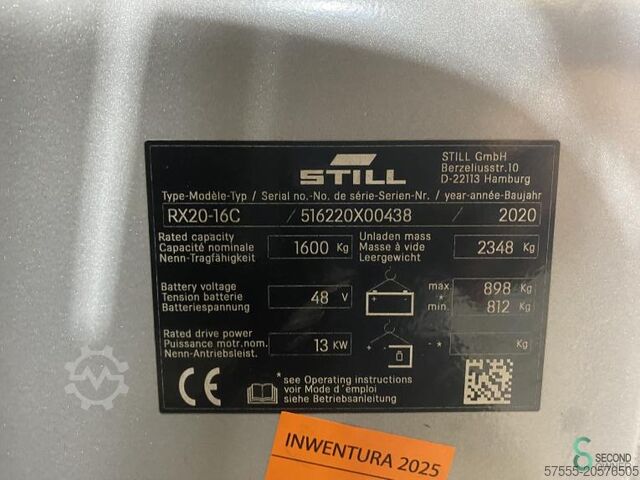 STILL
STILL GmbH
Berzeliusstr.10
D-22113 Hamburg
Type-Modèle-Typ / Serial no.-No. de série-Serien-Nr. / year-année-Baujahr
RX20-16C / 516220X00438 / 2020
Rated capacity
Capacité nominale
Nenn-Tragfähigkeit
1600 Kg
Unladen mass
Masse à vide
Leergewicht
2348 Kg
Battery voltage
Tension batterie
Batteriespannung
48 V
max 898 Kg
*
min. 812 Kg
Rated drive power
Puissance motr.nom.
Nenn-Antriebsleist.
13 KW
- * Kg
CE
*see Operating instructions
voir Mode d'emploi
siehe Betriebsanleitung
INWENTURA 2025
S SECOND
57555-20576505